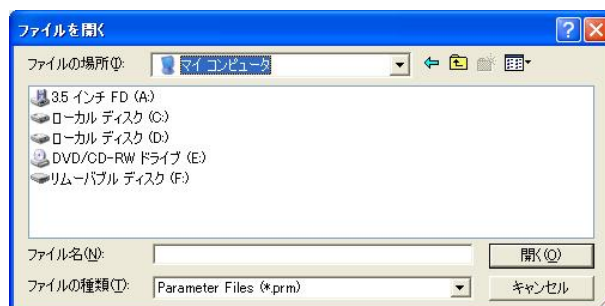 ファイルを開く
ファイルの場所(I):
マイ コンピュータ
3.5 インチ FD (A:)
ローカル ディスク (C:)
ローカル ディスク (D:)
DVD/CD-RW ドライブ (E:)
リムーバブル ディスク (F:)
ファイル名(N):
開く(O)
ファイルの種類(T):
Parameter Files (*.prm)
キャンセル